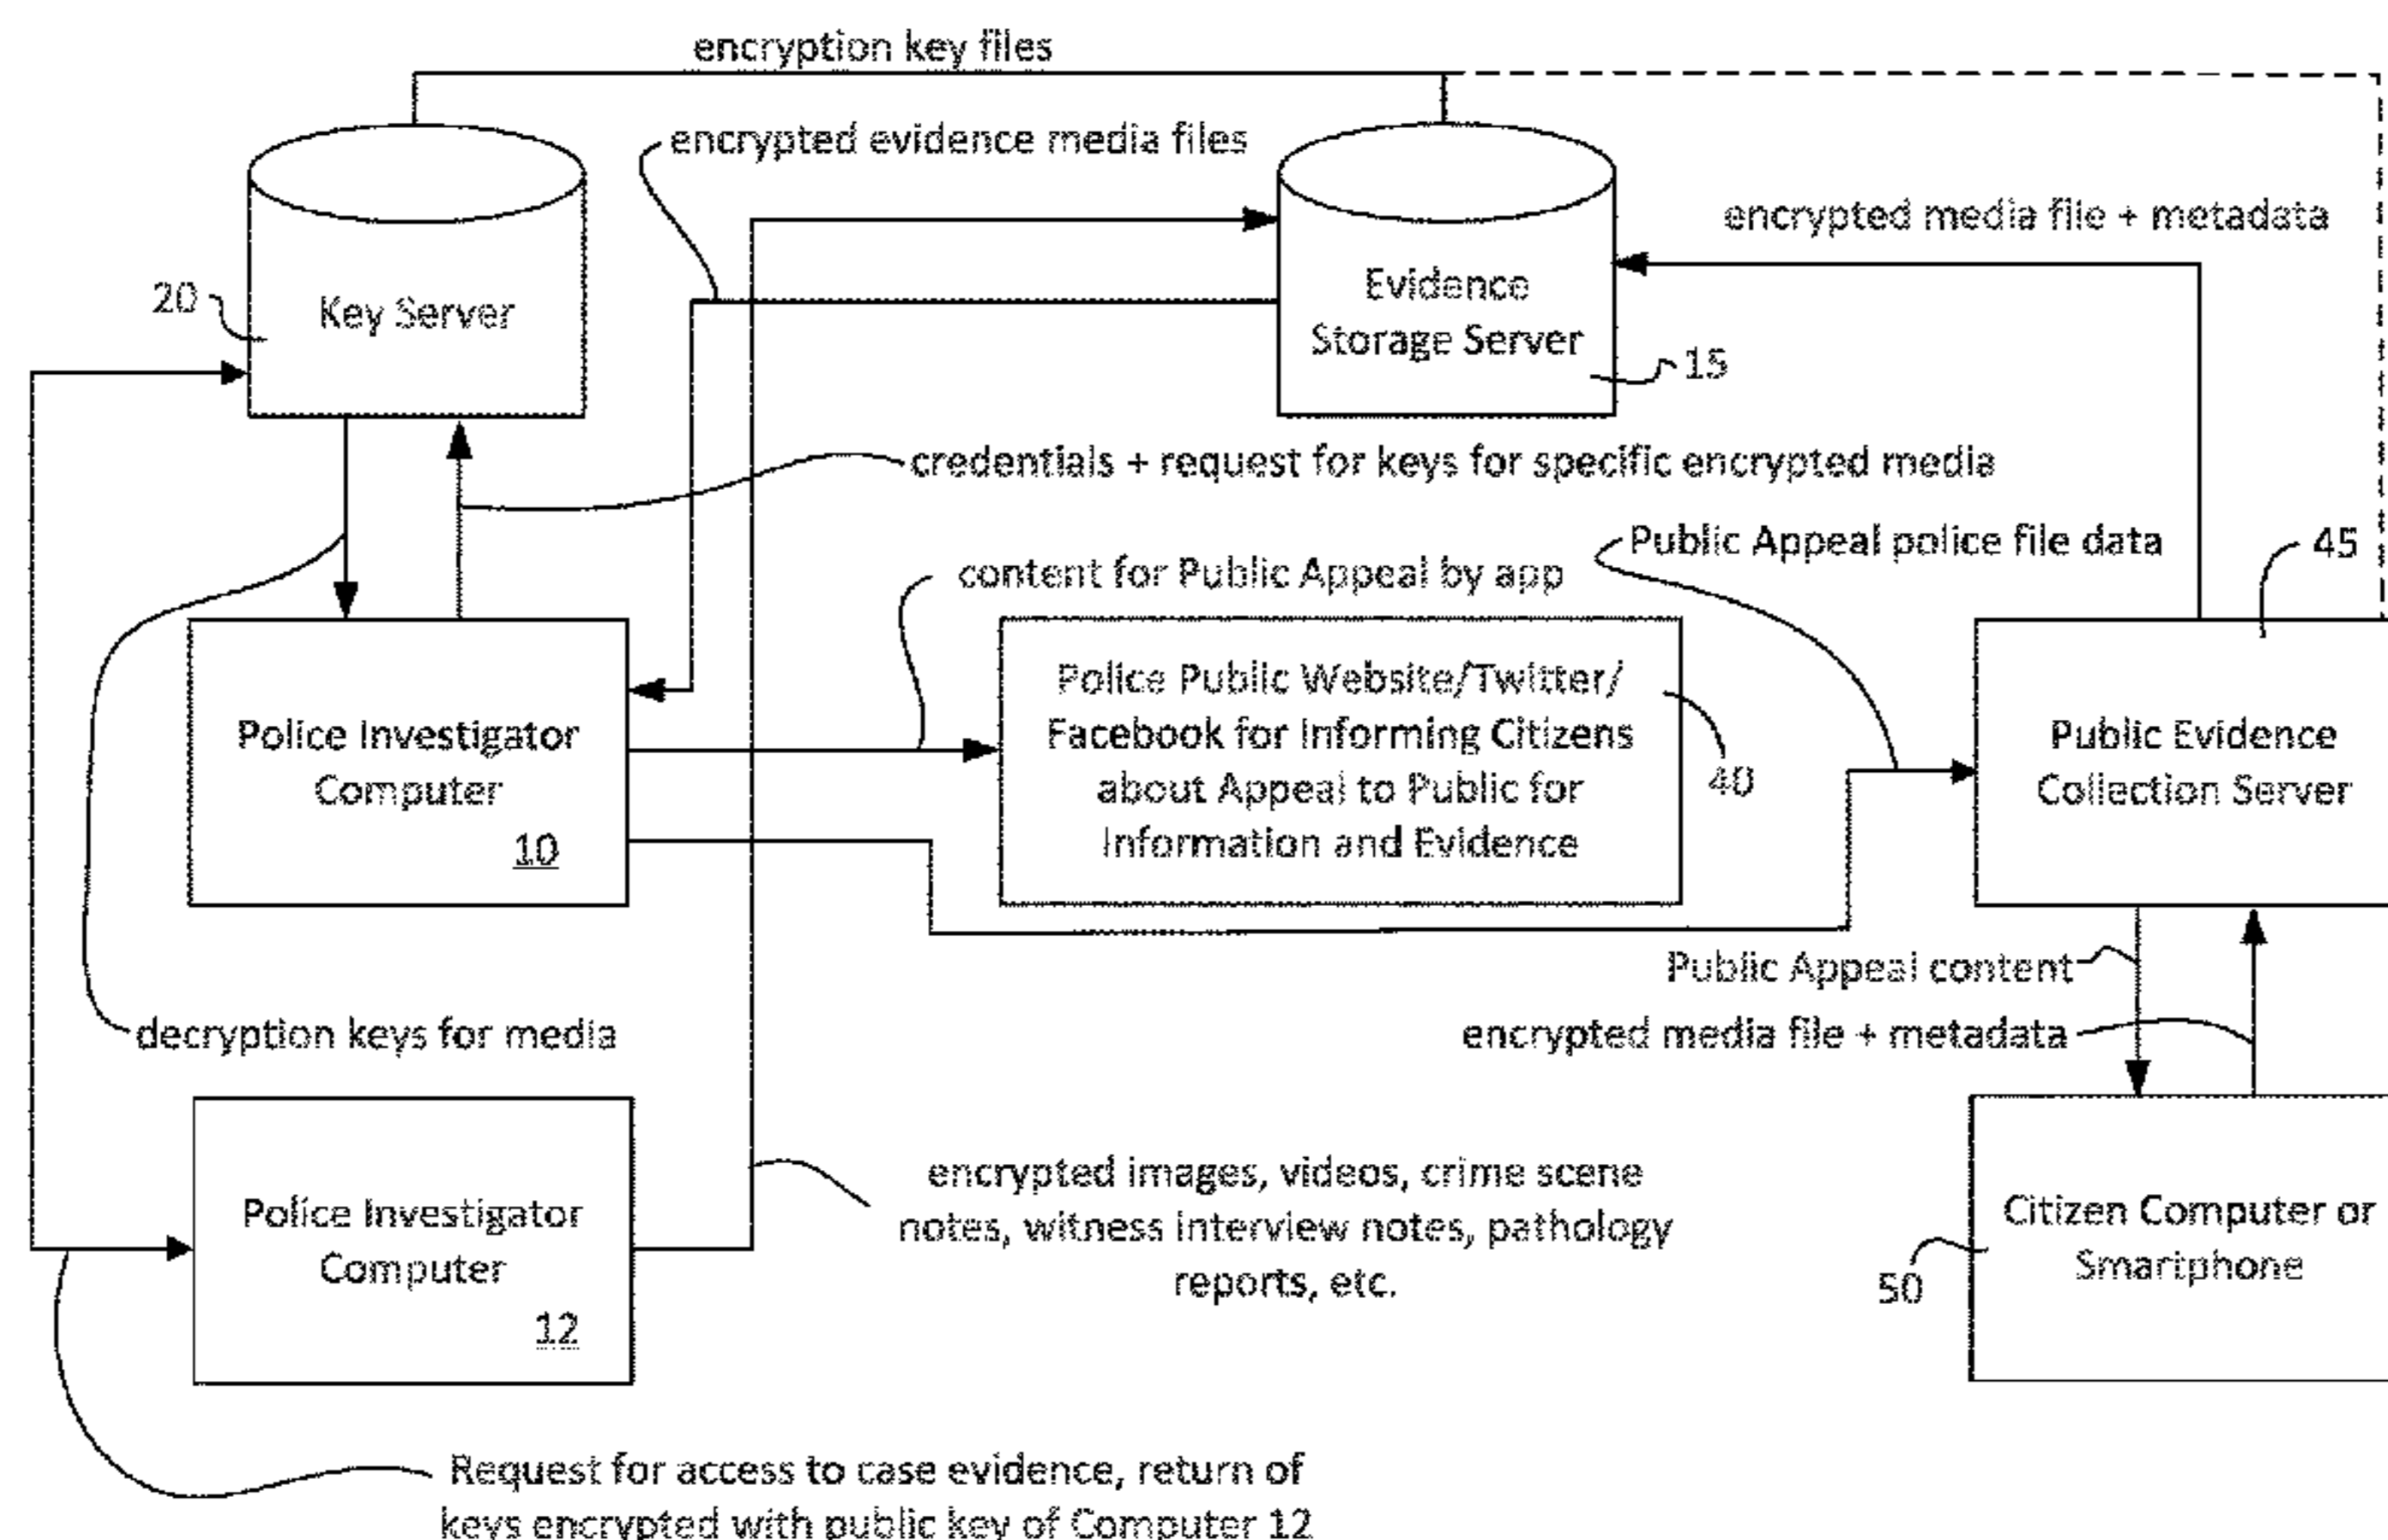 encryption key files
encrypted evidence media files
encrypted media file + metadata
20
Key Server
Evidence
Storage Server
15
credentials + request for keys for specific encrypted media
Public Appeal police file data
45
content for Public Appeal by app
Police Investigator
Computer
10
Police Public Website/Twitter/
Facebook for Informing Citizens
about Appeal to Public for
Information and Evidence
40
Public Evidence
Collection Server
Public Appeal content
encrypted media file + metadata
decryption keys for media
Police Investigator
Computer
12
encrypted images, videos, crime scene
notes, witness interview notes, pathology
reports, etc.
Citizen Computer or
Smartphone
50
Request for access to case evidence, return of
keys encrypted with public key of Computer 12